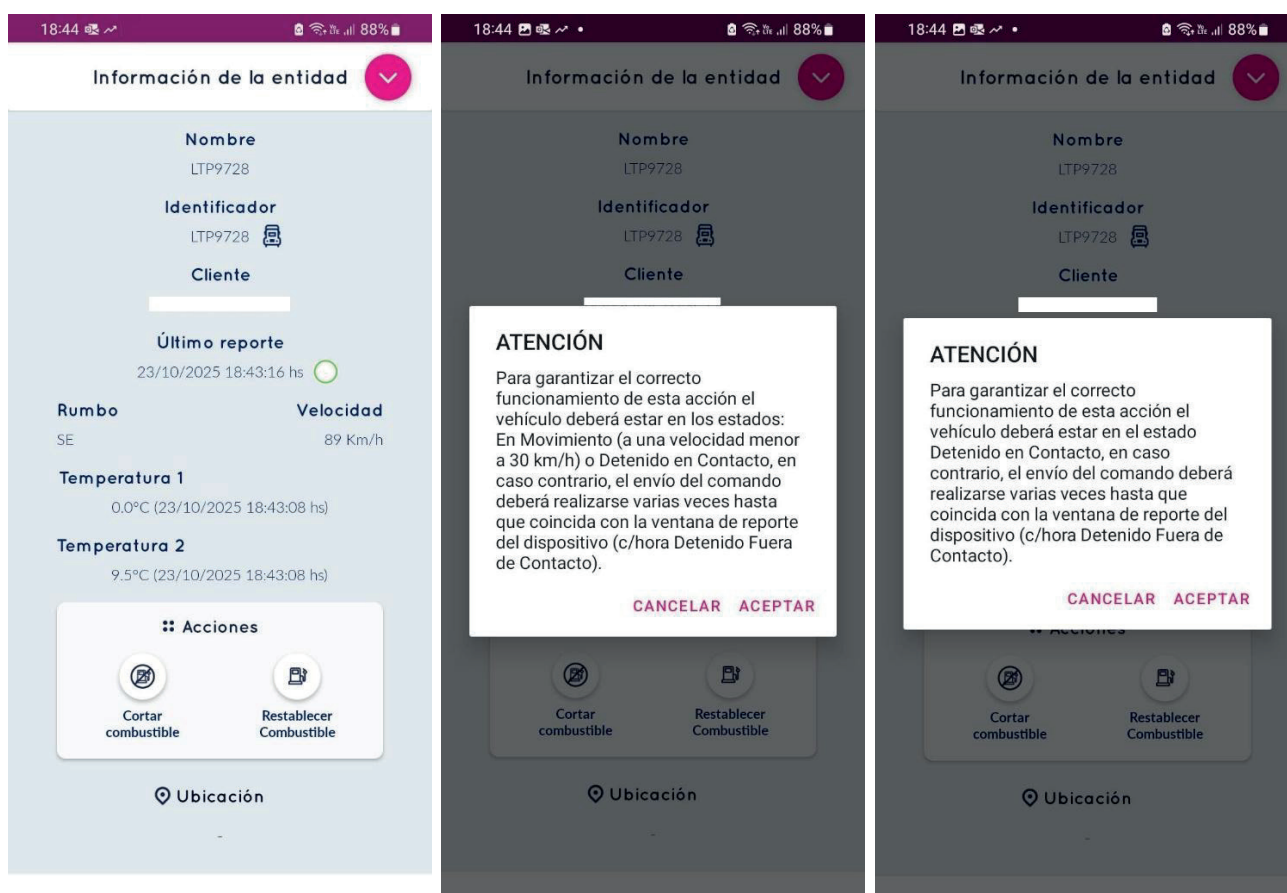 18:44 88%
Información de la entidad
Nombre
LTP9728
Identificador
LTP9728
Cliente
Último reporte
23/10/2025 18:43:16 hs
Rumbo Velocidad
SE 89 Km/h
Temperatura 1
0.0°C (23/10/2025 18:43:08 hs)
Temperatura 2
9.5°C (23/10/2025 18:43:08 hs)
Acciones
Cortar
combustible
Restablecer
Combustible
Ubicación
-
18:44 88%
Información de la entidad
Nombre
LTP9728
Identificador
LTP9728
Cliente
ATENCIÓN
Para garantizar el correcto
funcionamiento de esta acción el
vehículo deberá estar en los estados:
En Movimiento (a una velocidad menor
a 30 km/h) o Detenido en Contacto, en
caso contrario, el envío del comando
deberá realizarse varias veces hasta
que coincida con la ventana de reporte
del dispositivo (c/hora Detenido Fuera
de Contacto).
CANCELAR ACEPTAR
Cortar
combustible
Restablecer
Combustible
Ubicación
-
18:44 88%
Información de la entidad
Nombre
LTP9728
Identificador
LTP9728
Cliente
ATENCIÓN
Para garantizar el correcto
funcionamiento de esta acción el
vehículo deberá estar en el estado
Detenido en Contacto, en caso
contrario, el envío del comando deberá
realizarse varias veces hasta que
coincida con la ventana de reporte del
dispositivo (c/hora Detenido Fuera de
Contacto).
CANCELAR ACEPTAR
Acciones
Cortar
combustible
Restablecer
Combustible
Ubicación
-